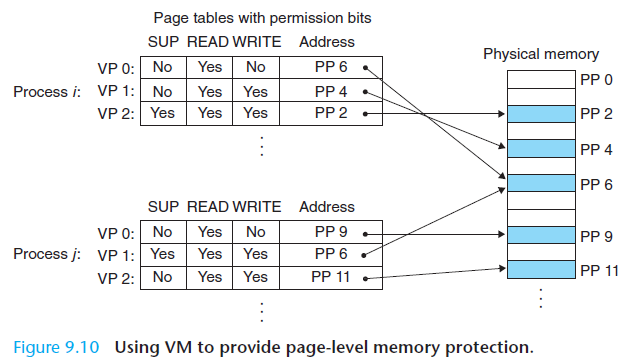 Page tables with permission bits
SUP READ WRITE Address
Physical memory
VP 0: No Yes No PP 6
PP 0
Process i: VP 1: No Yes Yes PP 4
VP 2: Yes Yes Yes PP 2
PP 2
PP 4
PP 6
SUP READ WRITE Address
VP 0: No Yes No PP 9
PP 9
Process j: VP 1: Yes Yes Yes PP 6
VP 2: No Yes Yes PP 11
PP 11
Figure 9.10 Using VM to provide page-level memory protection.